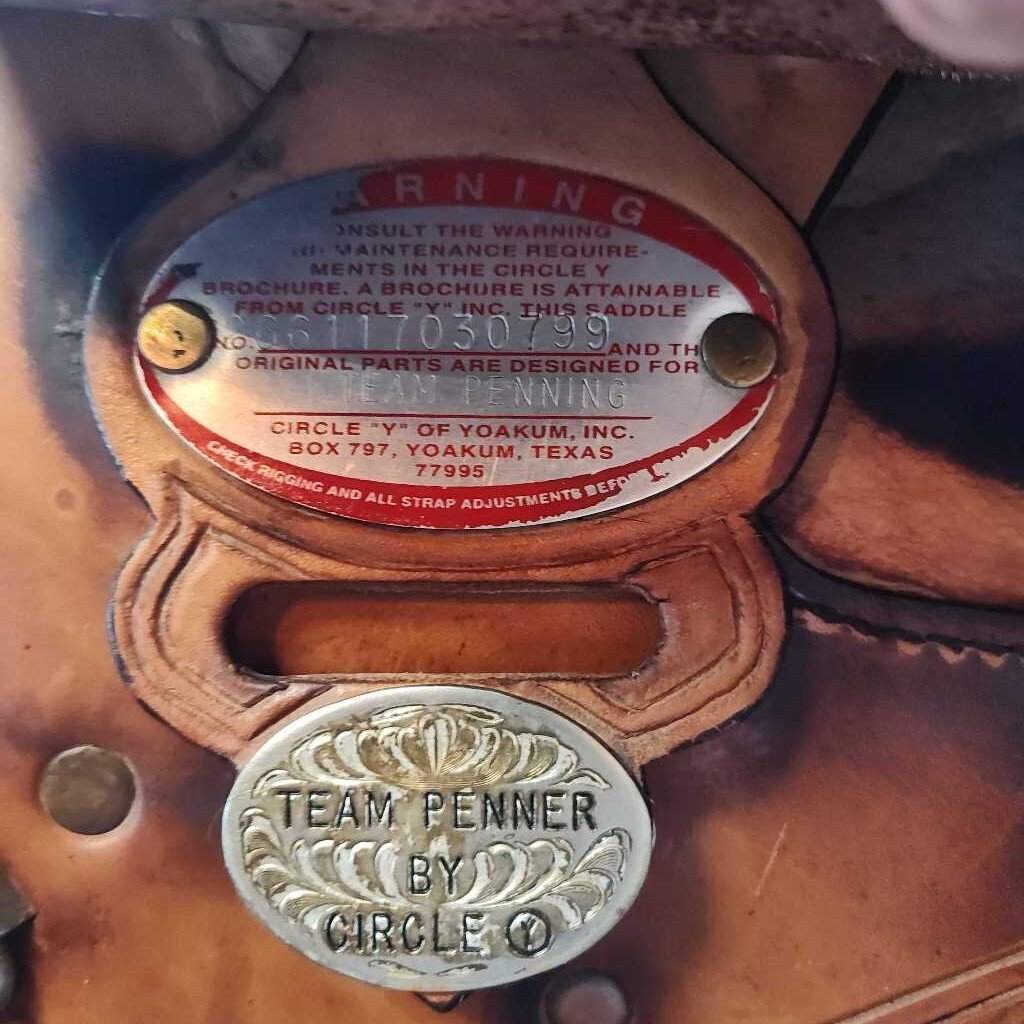 ARNING
ONSULT THE WARNING
MAINTENANCE REQUIRE-
MENTS IN THE CIRCLE Y
BROCHURE. A BROCHURE IS ATTAINABLE
FROM CIRCLE "Y" INC. THIS SADDLE
NO. 66117030799 AND TH
ORIGINAL PARTS ARE DESIGNED FOR
TEAM PENNING
CIRCLE "Y" OF YOAKUM, INC.
BOX 797, YOAKUM, TEXAS
77995
CHECK RIGGING AND ALL STRAP ADJUSTMENTS BEFO
TEAM PENNER
BY
CIRCLE Y